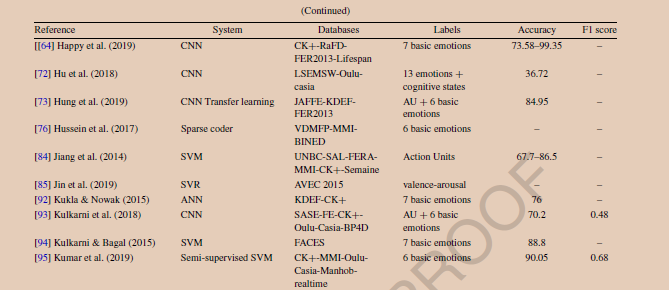 (Continued)
Reference System Databases Labels Accuracy F1 score
[[64] Happy et al. (2019) CNN CK+-RaFD- 7 basic emotions 73.58–99.35 –
FER2013-Lifespan
[72] Hu et al. (2018) CNN LSEMSW-Oulu- 13 emotions + 36.72 –
casia cognitive states
[73] Hung et al. (2019) CNN Transfer learning JAFFE-KDEF- AU + 6 basic 84.95 –
FER2013 emotions
[76] Hussein et al. (2017) Sparse coder VDMFP-MMI- 6 basic emotions – –
BINED
[84] Jiang et al. (2014) SVM UNBC-SAL-FERA- Action Units 67.7–86.5 –
MMI-CK+-Semaine
[85] Jin et al. (2019) SVR AVEC 2015 valence-arousal – –
[92] Kukla & Nowak (2015) ANN KDEF-CK+ 7 basic emotions 76 –
[93] Kulkarni et al. (2018) CNN SASE-FE-CK+- AU + 6 basic 70.2 0.48
Oulu-Casia-BP4D emotions
[94] Kulkarni & Bagal (2015) SVM FACES 7 basic emotions 88.8 –
[95] Kumar et al. (2019) Semi-supervised SVM CK+-MMI-Oulu- 6 basic emotions 90.05 0.68
Casia-Manhob-
realtime
PROOF